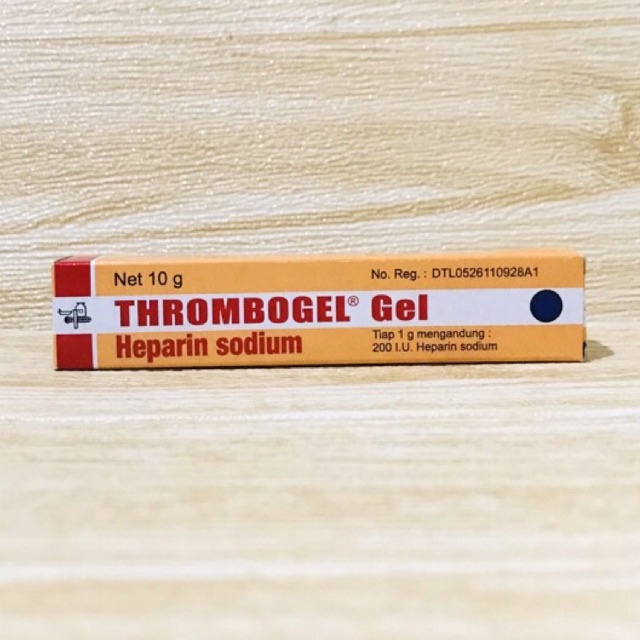 Net 10 g
No. Reg. : DTL0526110928A1
THROMBOGEL® Gel
Heparin sodium
Tiap 1 g mengandung :
200 I.U. Heparin sodium